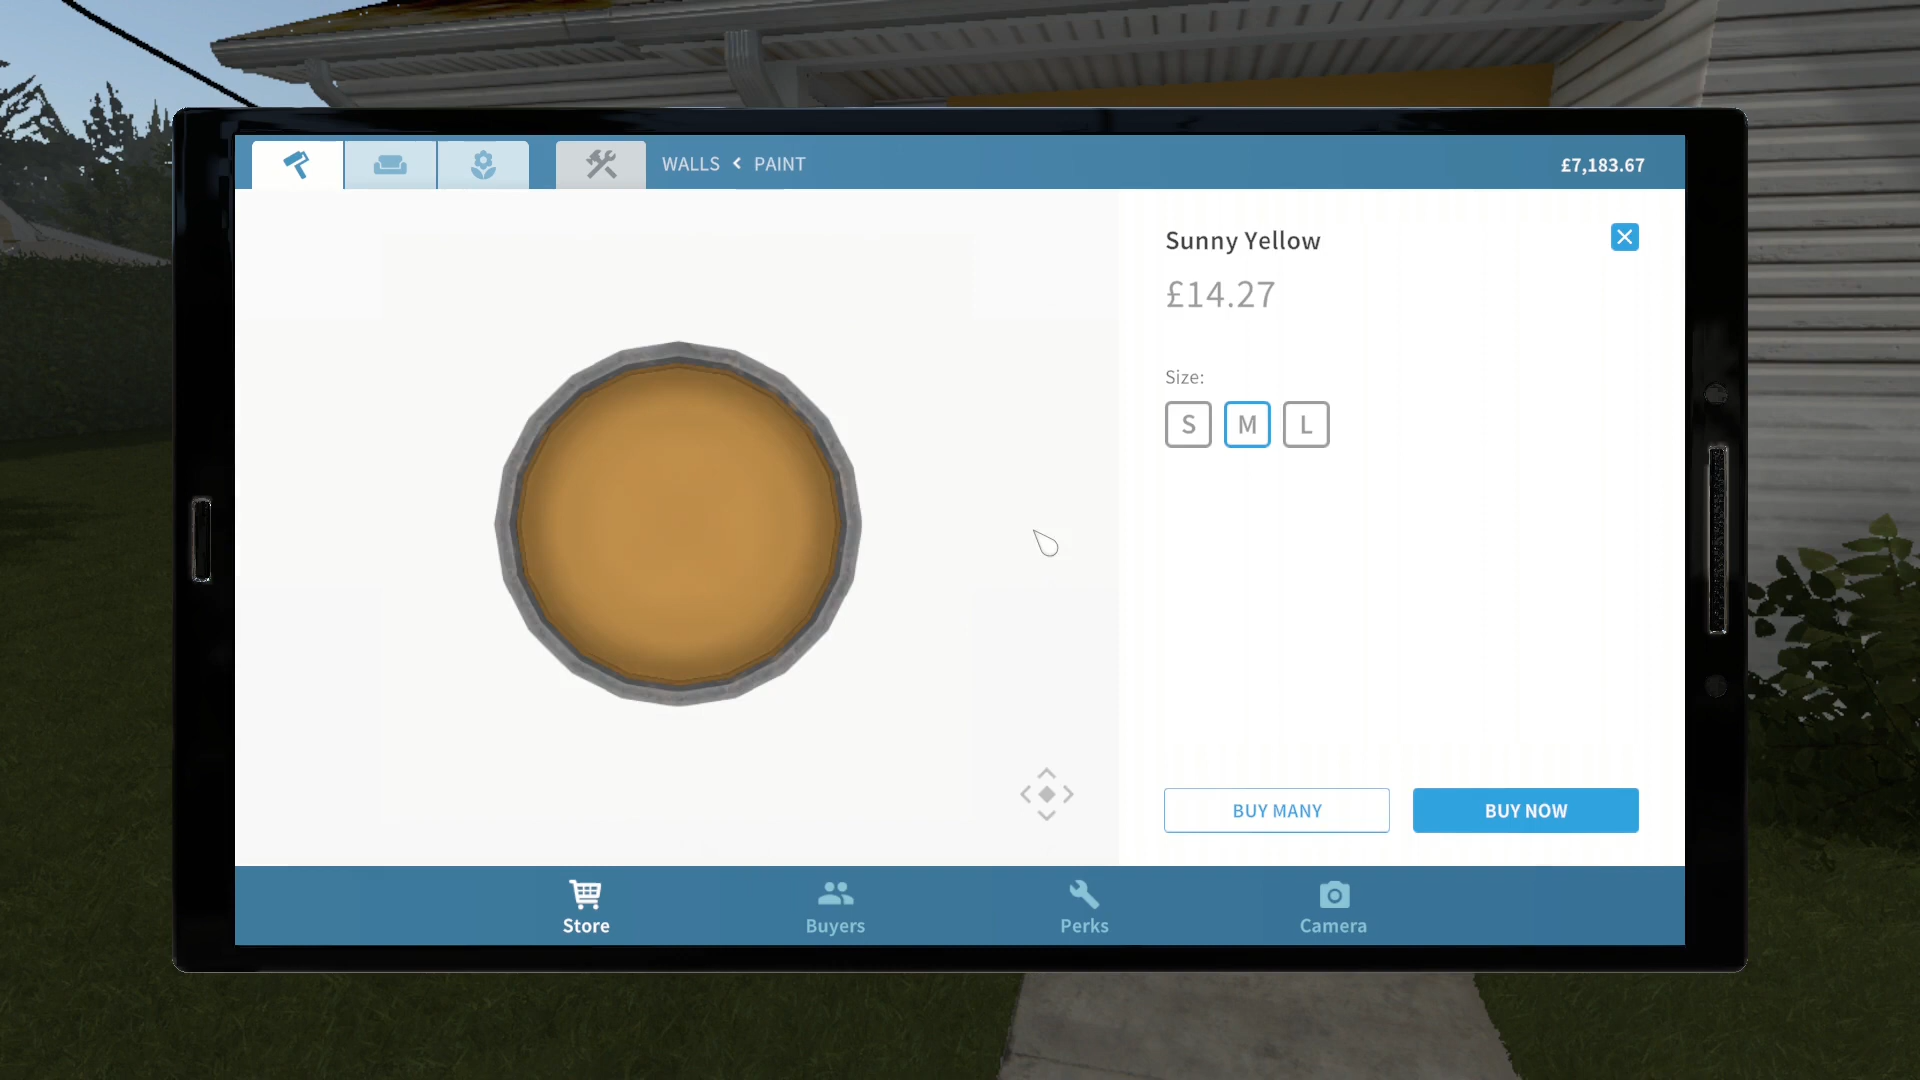 WALLS < PAINT
£7,183.67
Sunny Yellow
£14.27
Size:
S M L
BUY MANY
BUY NOW
Store
Buyers
Perks
Camera